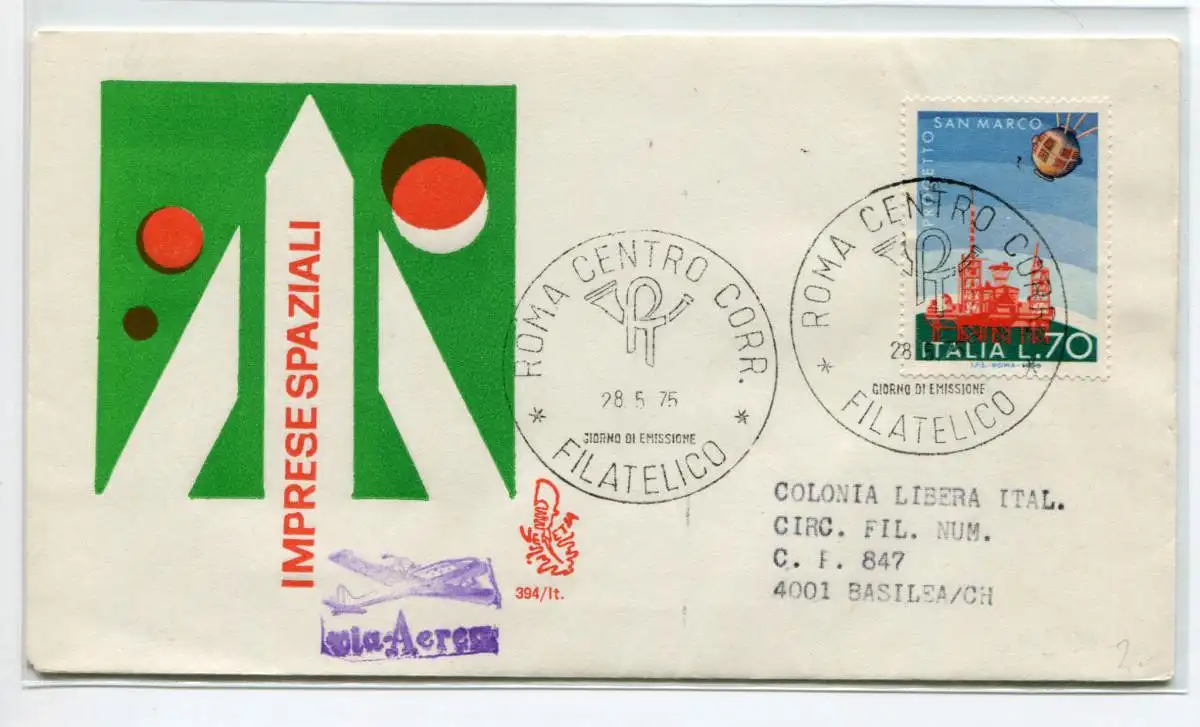 IMPRESE SPAZIALI
PROGETTO SAN MARCO
ITALIA L.70
I.P.S.-ROMA-
ROMA CENTRO CORR.
28.5.75
GIORNO DI EMISSIONE
* FILATELICO *
ROMA CENTRO CORR.
28
GIORNO DI EMISSIONE
* FILATELICO *
394/It.
via-Aerea
COLONIA LIBERA ITAL.
CIRC. FIL. NUM.
C. P. 847
4001 BASILEA/CH
2.-